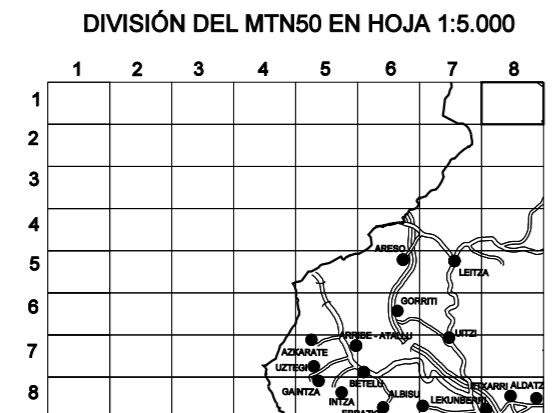 DIVISIÓN DEL MTN50 EN HOJA 1:5.000
1 2 3 4 5 6 7 8
1
2
3
4
ARESO
5
LEITZA
6
GORRITI
ARRIBE - ATALLU
UITZI
7
AZKARATE
UZTEGI
BETELU
ETXARRI ALDATZ
GAINTZA
8
INTZA
ALBISU
LEKUNBERRI